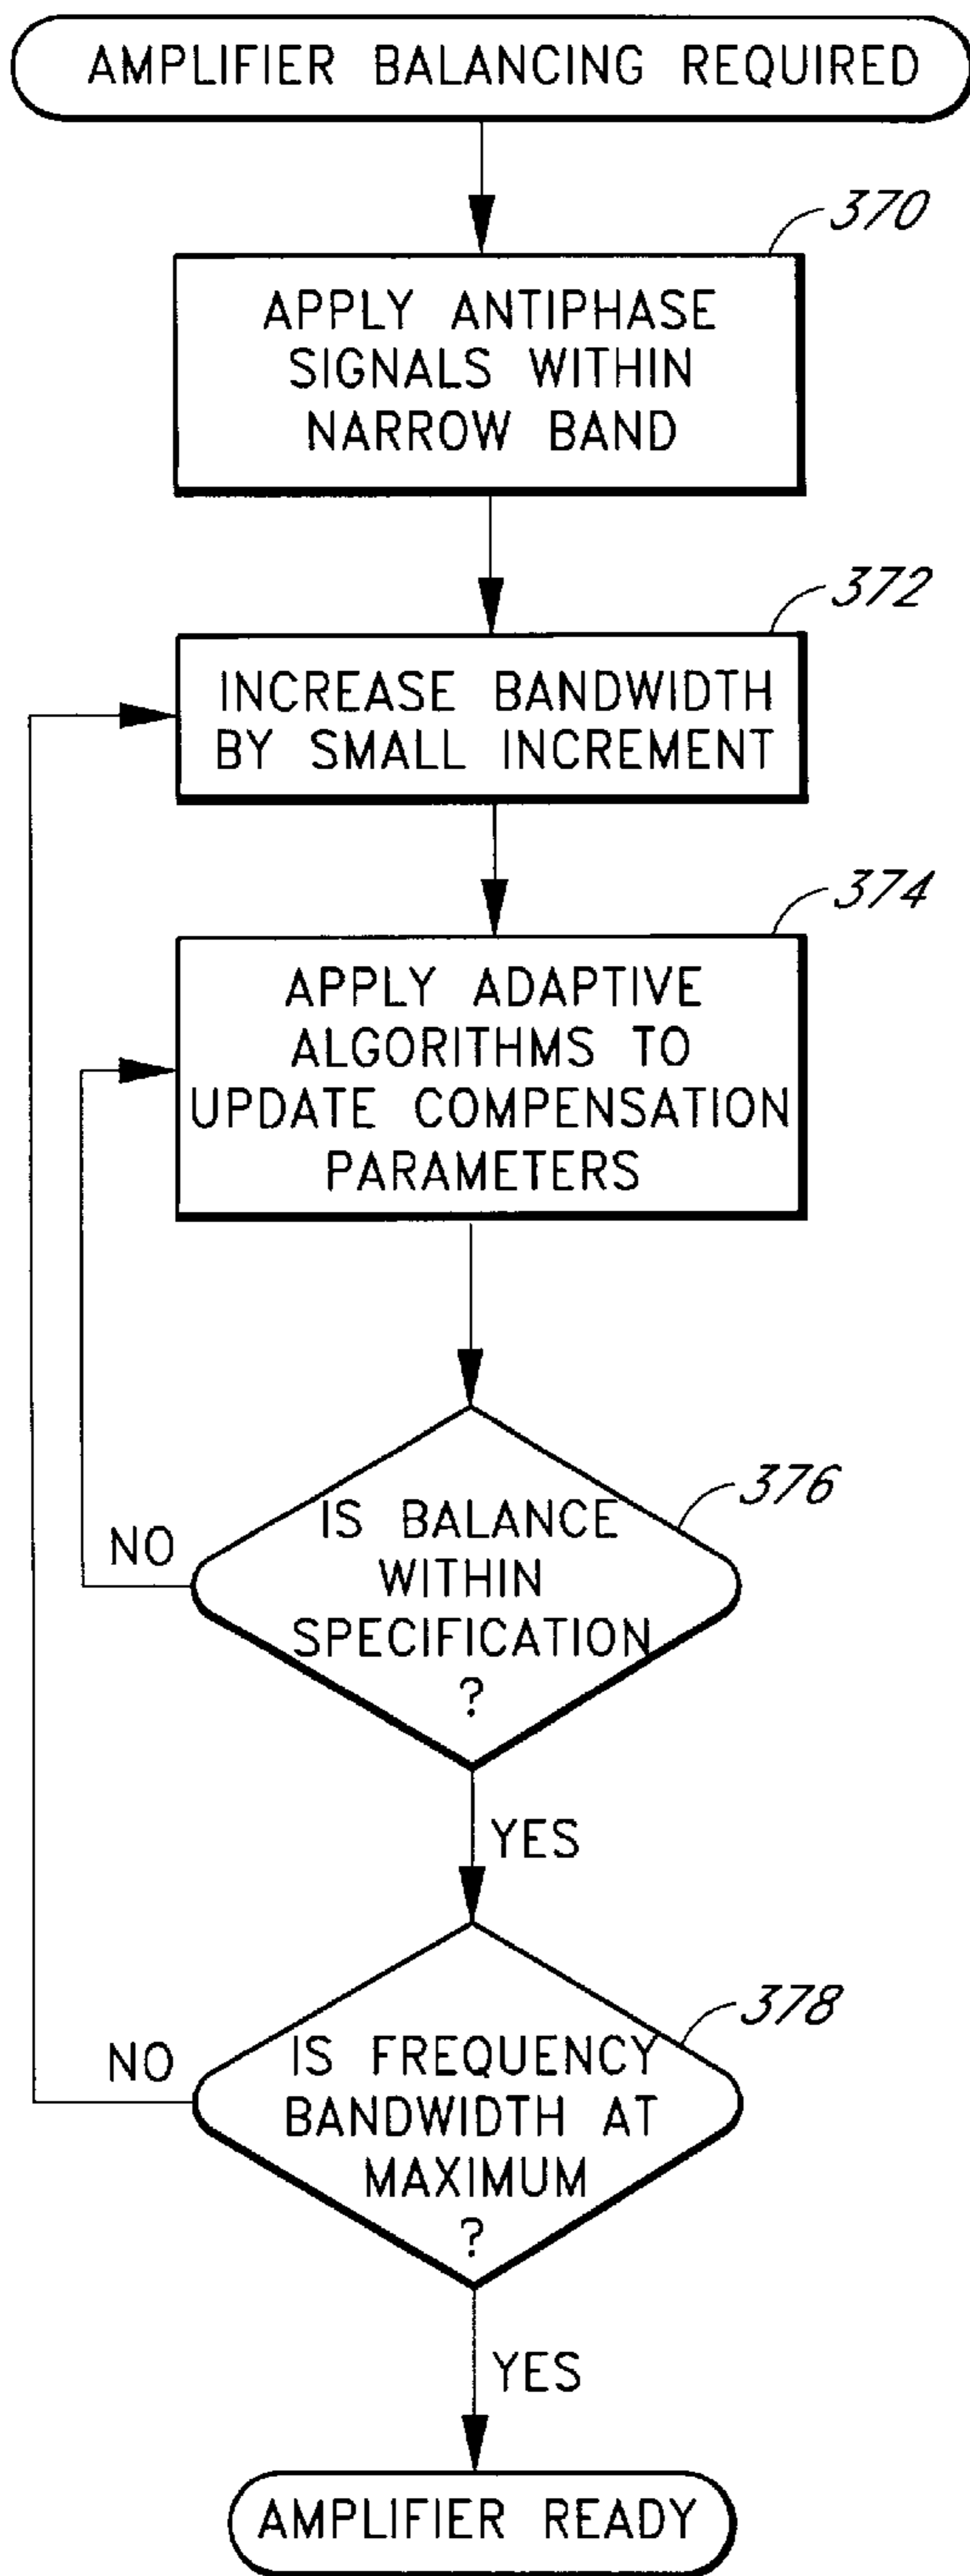 AMPLIFIER BALANCING REQUIRED
370
APPLY ANTIPHASE
SIGNALS WITHIN
NARROW BAND
372
INCREASE BANDWIDTH
BY SMALL INCREMENT
374
APPLY ADAPTIVE
ALGORITHMS TO
UPDATE COMPENSATION
PARAMETERS
376
IS BALANCE
NO
WITHIN
SPECIFICATION
?
YES
378
IS FREQUENCY
NO
BANDWIDTH AT
MAXIMUM
?
YES
AMPLIFIER READY